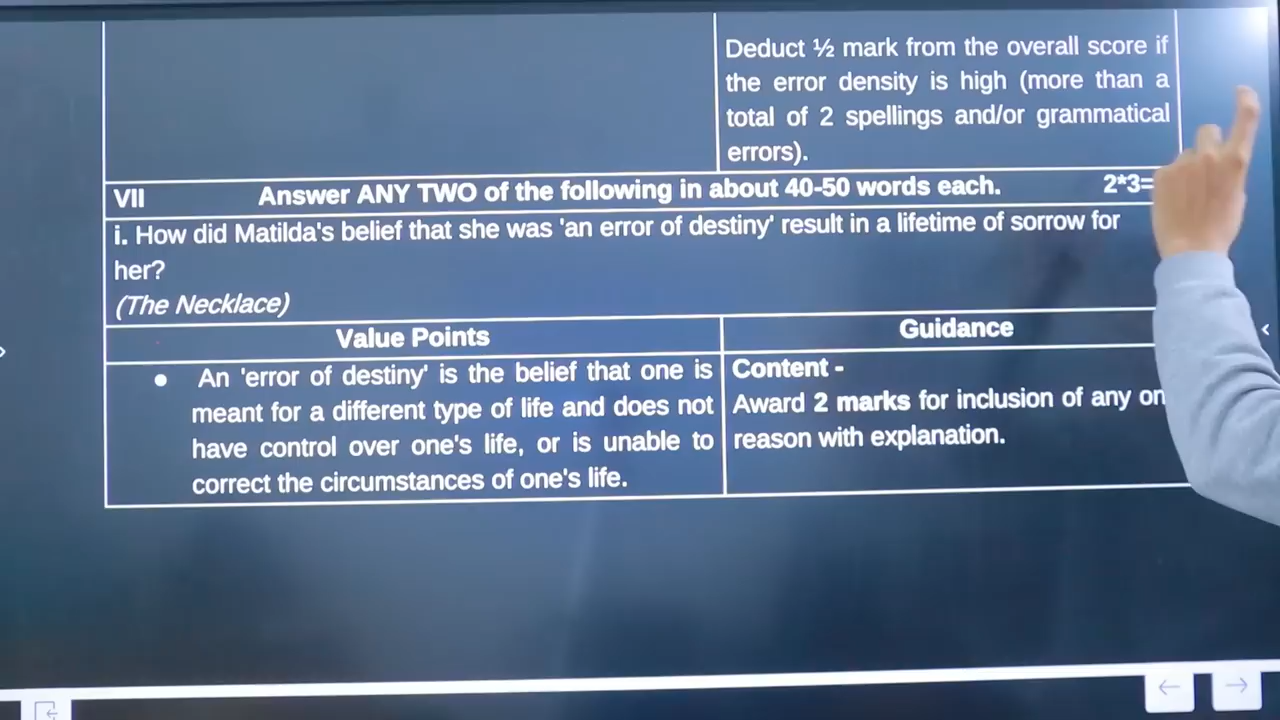 Deduct ½ mark from the overall score if
the error density is high (more than a
total of 2 spellings and/or grammatical
errors).
VII Answer ANY TWO of the following in about 40-50 words each. 2*3=
i. How did Matilda's belief that she was 'an error of destiny' result in a lifetime of sorrow for
her?
(The Necklace)
Value Points
Guidance
• An 'error of destiny' is the belief that one is
meant for a different type of life and does not
have control over one's life, or is unable to
correct the circumstances of one's life.
Content -
Award 2 marks for inclusion of any
reason with explanation.